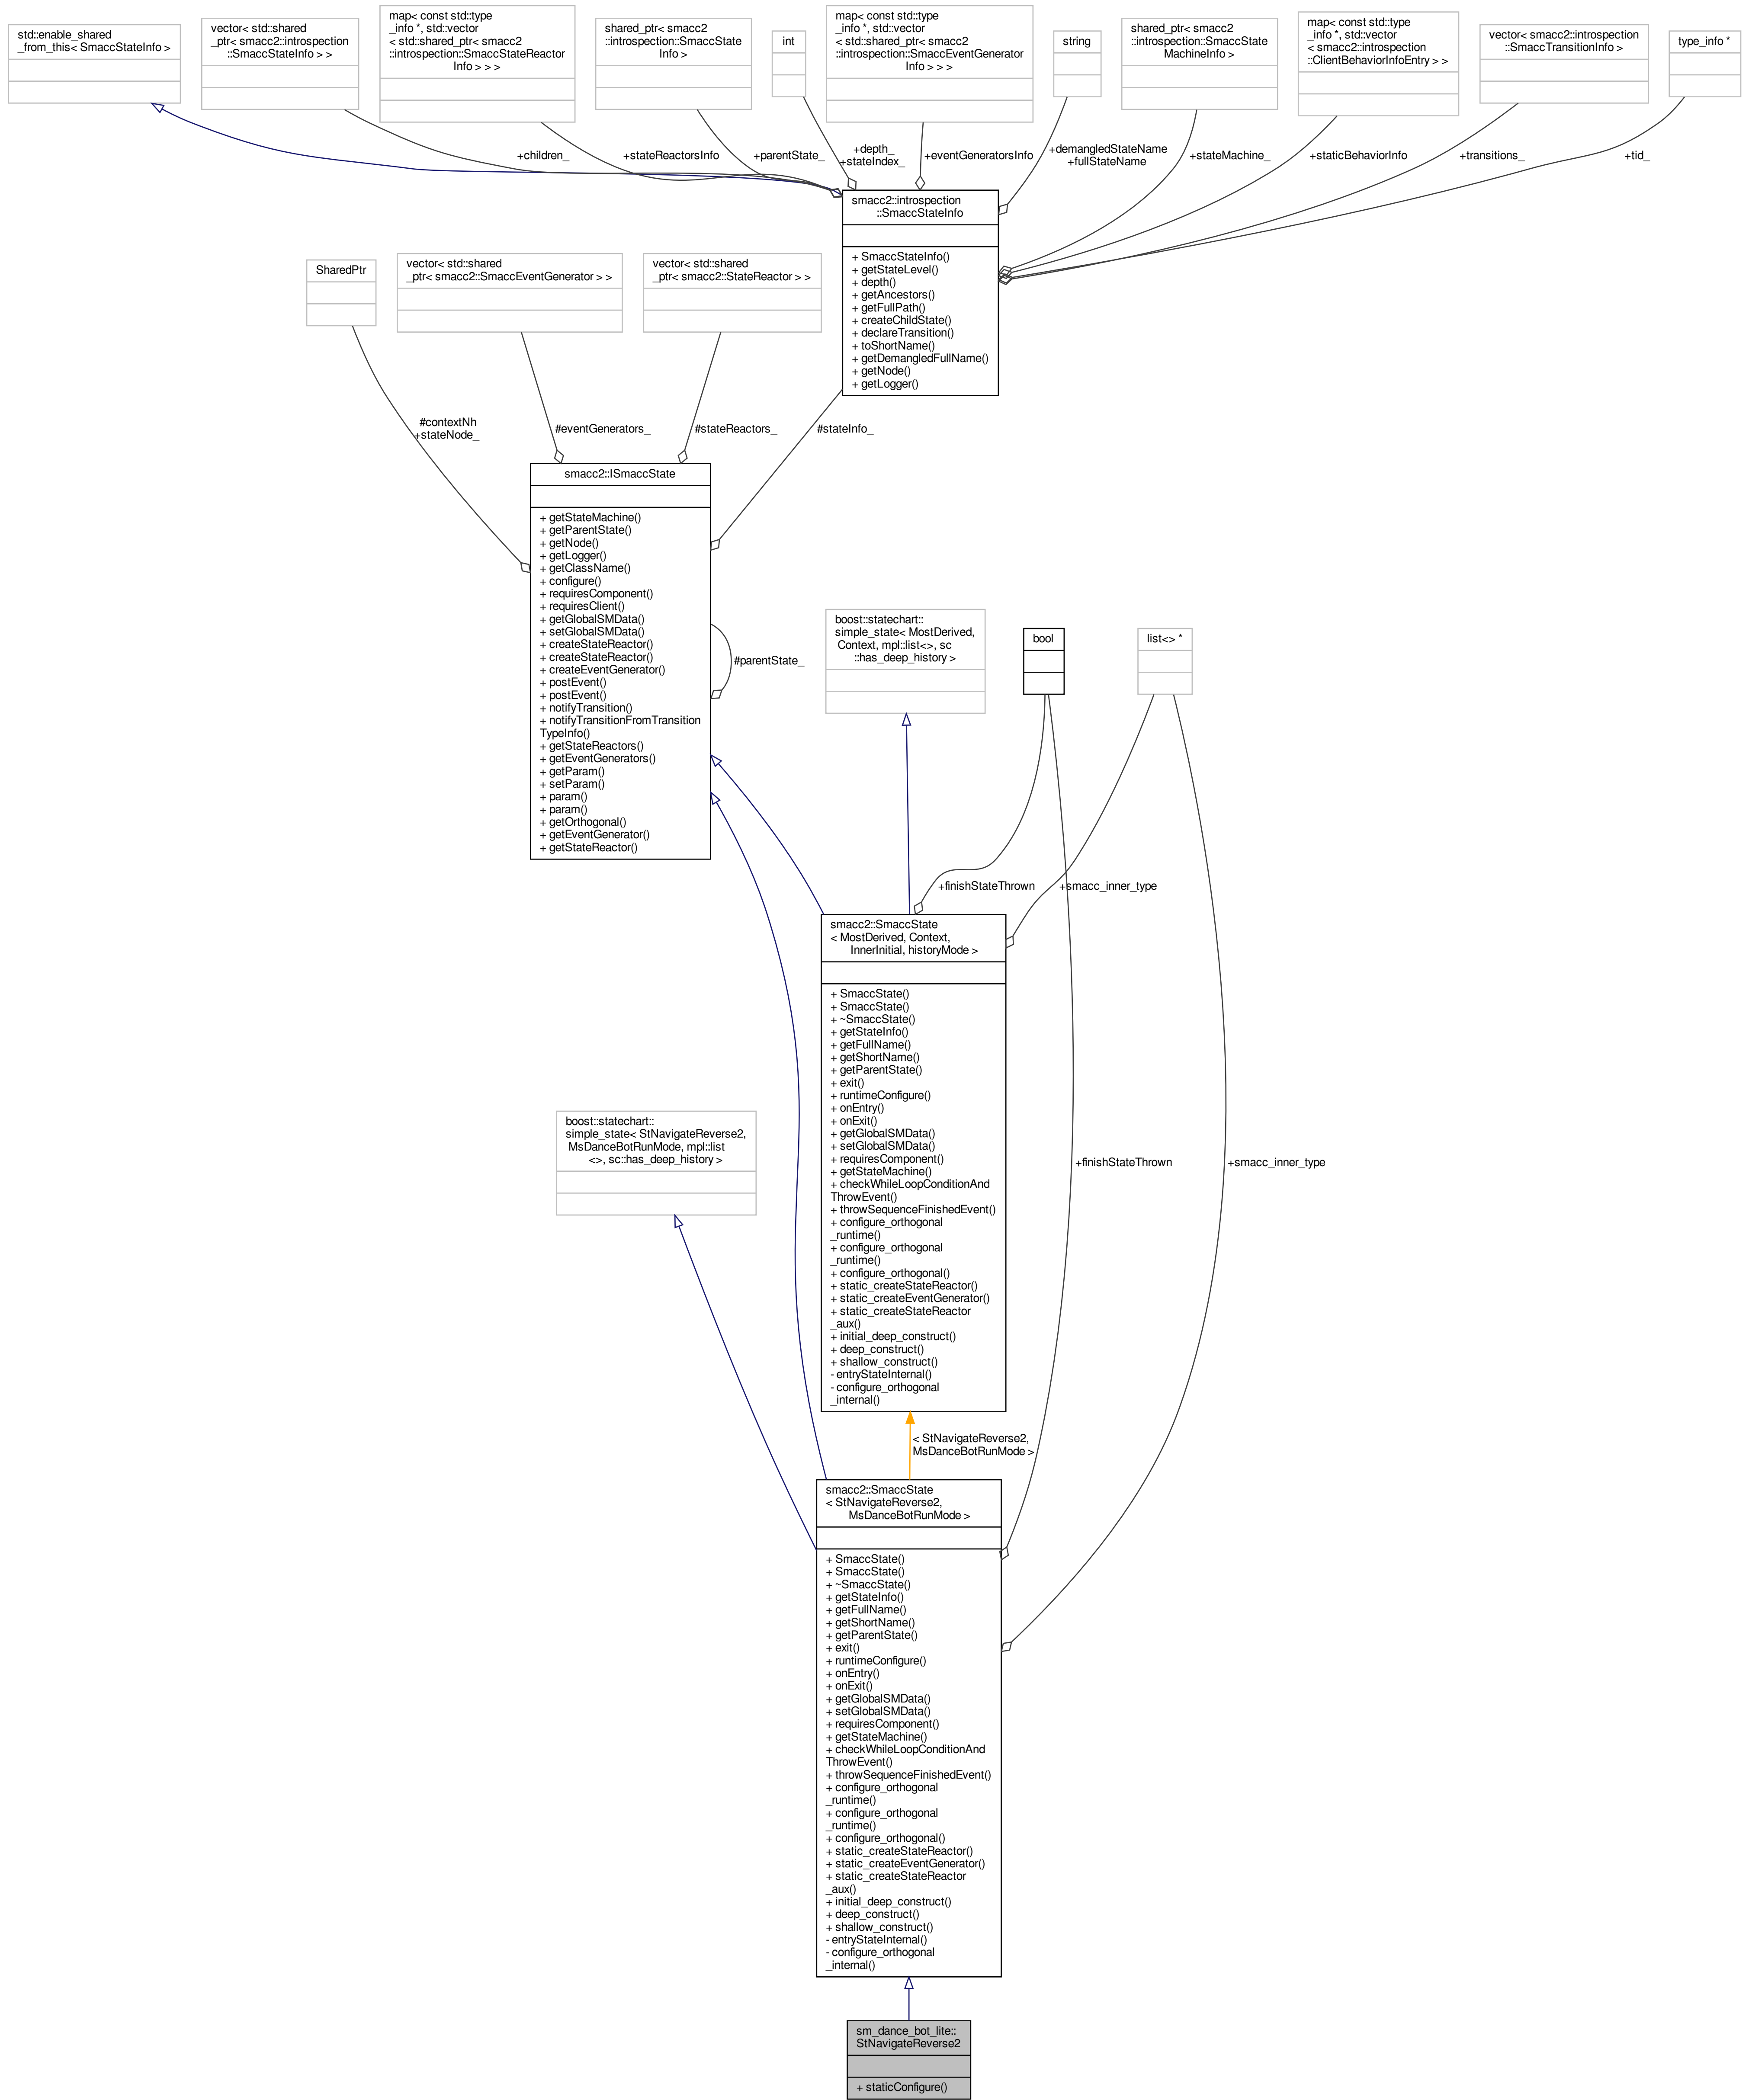 std::enable_shared
_from_this< SmaccStateInfo >
vector< std::shared
_ptr< smacc2::introspection
::SmaccStateInfo > >
map< const std::type
_info *, std::vector
< std::shared_ptr< smacc2
::introspection::SmaccStateReactor
Info > > >
shared_ptr< smacc2
::introspection::SmaccState
Info >
int
map< const std::type
_info *, std::vector
< std::shared_ptr< smacc2
::introspection::SmaccEventGenerator
Info > > >
string
shared_ptr< smacc2
::introspection::SmaccState
MachineInfo >
map< const std::type
_info *, std::vector
< smacc2::introspection
::ClientBehaviorInfoEntry > >
vector< smacc2::introspection
::SmaccTransitionInfo >
type_info *
+children_
+stateReactorsInfo
+parentState_
+depth_
+stateIndex_
+eventGeneratorsInfo
+demangledStateName
+fullStateName
+stateMachine_
+staticBehaviorInfo
+transitions_
+tid_
smacc2::introspection
::SmaccStateInfo
+ SmaccStateInfo()
+ getStateLevel()
+ depth()
+ getAncestors()
+ getFullPath()
+ createChildState()
+ declareTransition()
+ toShortName()
+ getDemangledFullName()
+ getNode()
+ getLogger()
SharedPtr
vector< std::shared
_ptr< smacc2::SmaccEventGenerator > >
vector< std::shared
_ptr< smacc2::StateReactor > >
#contextNh
+stateNode_
#eventGenerators_
#stateReactors_
#stateInfo_
smacc2::ISmaccState
+ getStateMachine()
+ getParentState()
+ getNode()
+ getLogger()
+ getClassName()
+ configure()
+ requiresComponent()
+ requiresClient()
+ getGlobalSMData()
+ setGlobalSMData()
+ createStateReactor()
+ createStateReactor()
+ createEventGenerator()
+ postEvent()
+ postEvent()
+ notifyTransition()
+ notifyTransitionFromTransition
TypeInfo()
+ getStateReactors()
+ getEventGenerators()
+ getParam()
+ setParam()
+ param()
+ param()
+ getOrthogonal()
+ getEventGenerator()
+ getStateReactor()
#parentState_
boost::statechart::
simple_state< MostDerived,
Context, mpl::list<>, sc
::has_deep_history >
bool
list<> *
+finishStateThrown
+smacc_inner_type
smacc2::SmaccState
< MostDerived, Context,
InnerInitial, historyMode >
+ SmaccState()
+ SmaccState()
+ ~SmaccState()
+ getStateInfo()
+ getFullName()
+ getShortName()
+ getParentState()
+ exit()
+ runtimeConfigure()
+ onEntry()
+ onExit()
+ getGlobalSMData()
+ setGlobalSMData()
+ requiresComponent()
+ getStateMachine()
+ checkWhileLoopConditionAnd
ThrowEvent()
+ throwSequenceFinishedEvent()
+ configure_orthogonal
_runtime()
+ configure_orthogonal
_runtime()
+ configure_orthogonal()
+ static_createStateReactor()
+ static_createEventGenerator()
+ static_createStateReactor
_aux()
+ initial_deep_construct()
+ deep_construct()
+ shallow_construct()
- entryStateInternal()
- configure_orthogonal
_internal()
boost::statechart::
simple_state< StNavigateReverse2,
MsDanceBotRunMode, mpl::list
<>, sc::has_deep_history >
+finishStateThrown
+smacc_inner_type
< StNavigateReverse2,
MsDanceBotRunMode >
smacc2::SmaccState
< StNavigateReverse2,
MsDanceBotRunMode >
+ SmaccState()
+ SmaccState()
+ ~SmaccState()
+ getStateInfo()
+ getFullName()
+ getShortName()
+ getParentState()
+ exit()
+ runtimeConfigure()
+ onEntry()
+ onExit()
+ getGlobalSMData()
+ setGlobalSMData()
+ requiresComponent()
+ getStateMachine()
+ checkWhileLoopConditionAnd
ThrowEvent()
+ throwSequenceFinishedEvent()
+ configure_orthogonal
_runtime()
+ configure_orthogonal
_runtime()
+ configure_orthogonal()
+ static_createStateReactor()
+ static_createEventGenerator()
+ static_createStateReactor
_aux()
+ initial_deep_construct()
+ deep_construct()
+ shallow_construct()
- entryStateInternal()
- configure_orthogonal
_internal()
sm_dance_bot_lite::
StNavigateReverse2
+ staticConfigure()